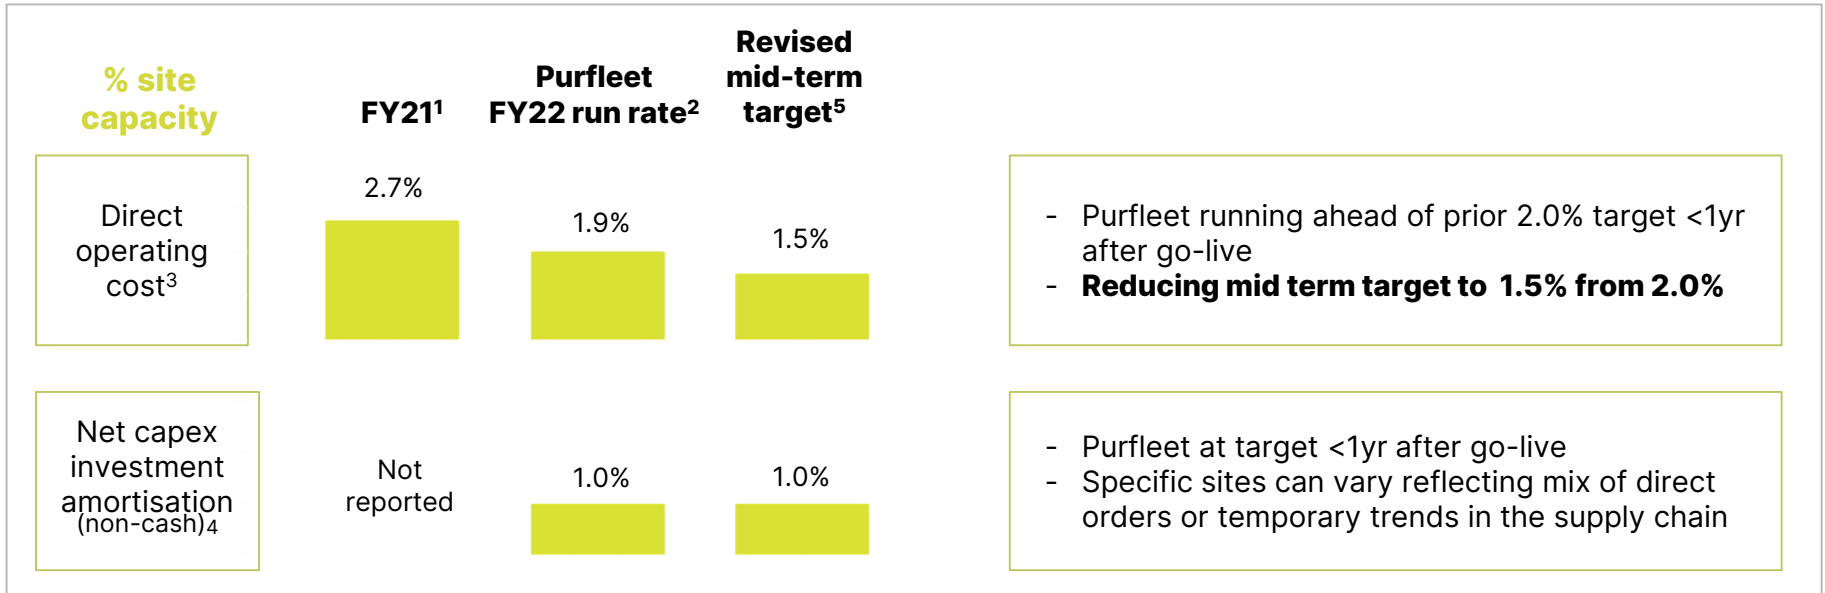 % site
capacity
FY21¹
Purfleet
FY22 run rate²
Revised
mid-term
target⁵
Direct
operating
cost³
2.7%
1.9%
1.5%
- Purfleet running ahead of prior 2.0% target <1yr
after go-live
- Reducing mid term target to 1.5% from 2.0%
Net capex
investment
amortisation
(non-cash)4
Not
reported
1.0%
1.0%
- Purfleet at target <1yr after go-live
- Specific sites can vary reflecting mix of direct
orders or temporary trends in the supply chain